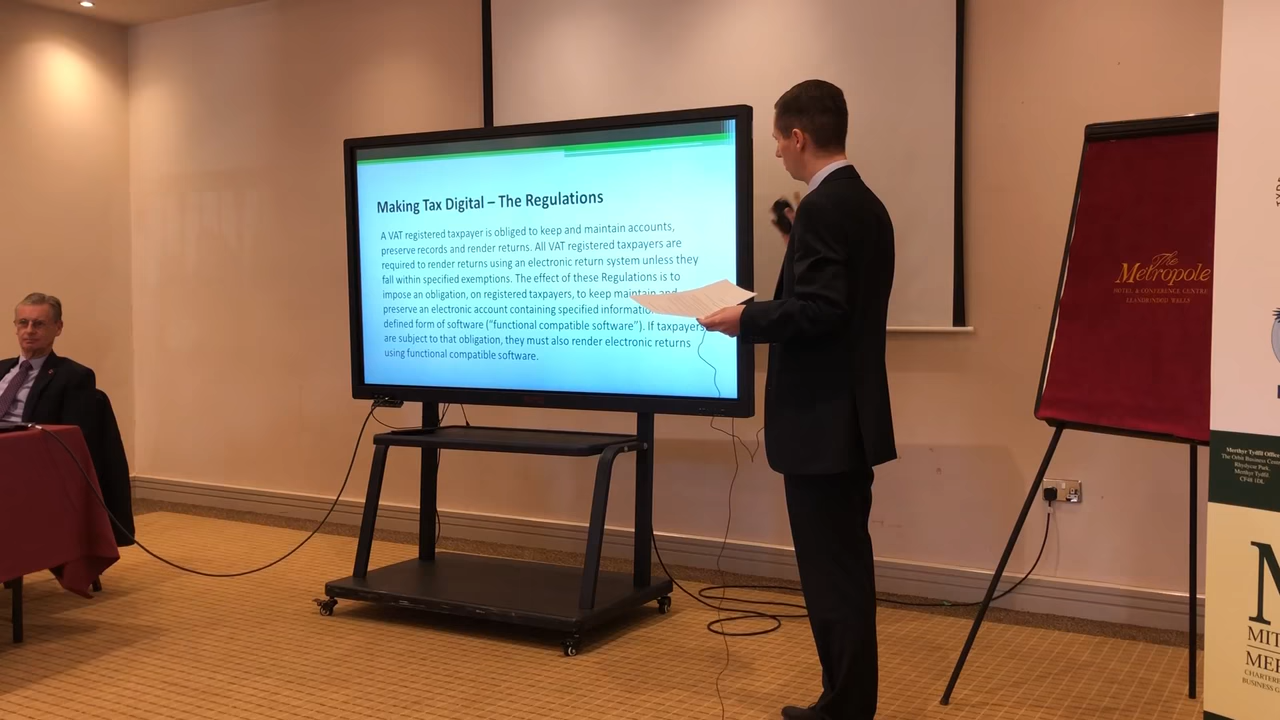 Making Tax Digital – The Regulations
A VAT registered taxpayer is obliged to keep and maintain accounts,
preserve records and render returns. All VAT registered taxpayers are
required to render returns using an electronic return system unless they
fall within specified exemptions. The effect of these Regulations is to
impose an obligation, on registered taxpayers, to keep maintain and
preserve an electronic account containing specified
defined form of software ("functional compatible software"). If taxpayers
are subject to that obligation, they must also render electronic returns
using functional compatible software.
The
Metropole
HOTEL & CONFERENCE CENTRE
LLANDRINDOD WELLS
Merthyr Tydfil Office
The Orbit Business Centre
Rhydycar Park,
Merthyr Tydfil
CF48 1DL
M